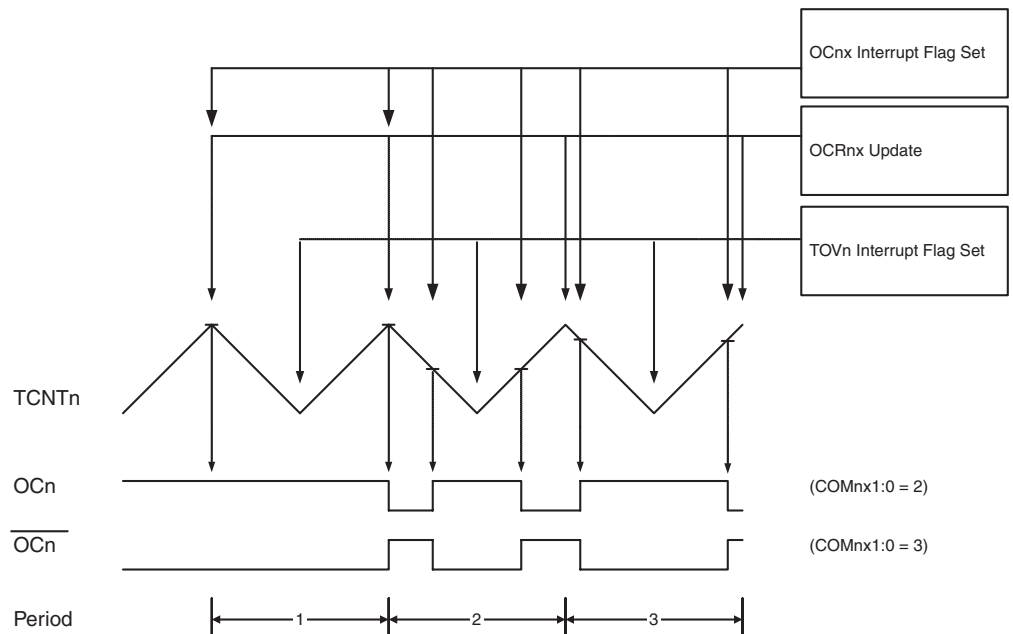 OCnx Interrupt Flag Set
OCRnx Update
TOVn Interrupt Flag Set
TCNTn
OCn
(COMnx1:0 = 2)
OCn
(COMnx1:0 = 3)
Period
1
2
3